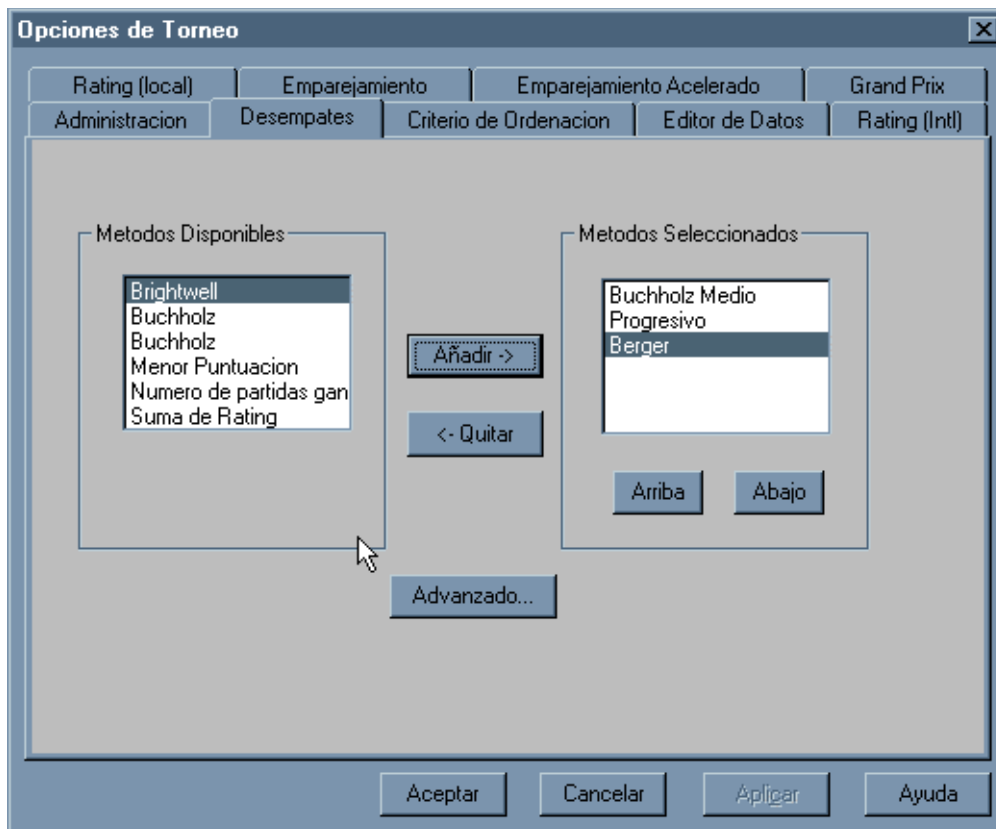 Opciones de Torneo
Rating (local)
Emparejamiento
Emparejamiento Acelerado
Grand Prix
Administracion
Desempates
Criterio de Ordenacion
Editor de Datos
Rating (Intl)
Metodos Disponibles
Brightwell
Buchholz
Buchholz
Menor Puntuacion
Numero de partidas gan
Suma de Rating
Añadir ->
<- Quitar
Metodos Seleccionados
Buchholz Medio
Progresivo
Berger
Arriba
Abajo
Advanzado...
Aceptar
Cancelar
Aplicar
Ayuda